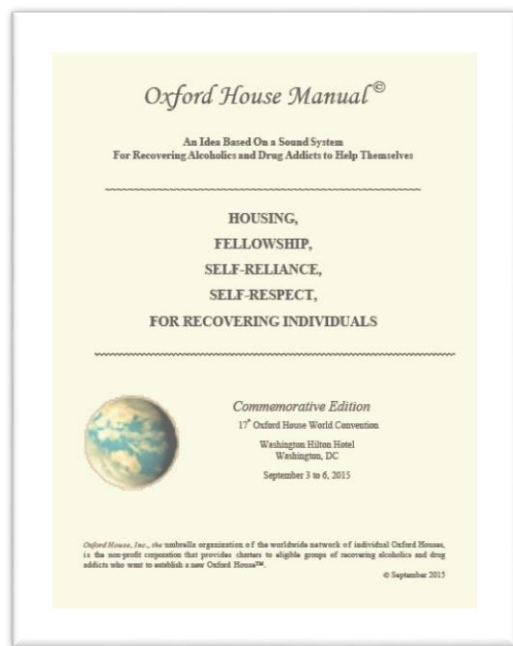 Oxford House Manual©
An Idea Based On a Sound System
For Recovering Alcoholics and Drug Addicts to Help Themselves
HOUSING,
FELLOWSHIP,
SELF-RELIANCE,
SELF-RESPECT,
FOR RECOVERING INDIVIDUALS
Commemorative Edition
17" Oxford House World Convention
Washington Hilton Hotel
Washington, DC
September 3 to 6, 2015
Oxford House, Inc., the umbrella organization of the worldwide network of individual Oxford Houses,
is the non-profit corporation that provides charters to eligible groups of recovering alcoholics and drug
addicts who want to establish a new Oxford House™.
© September 2015